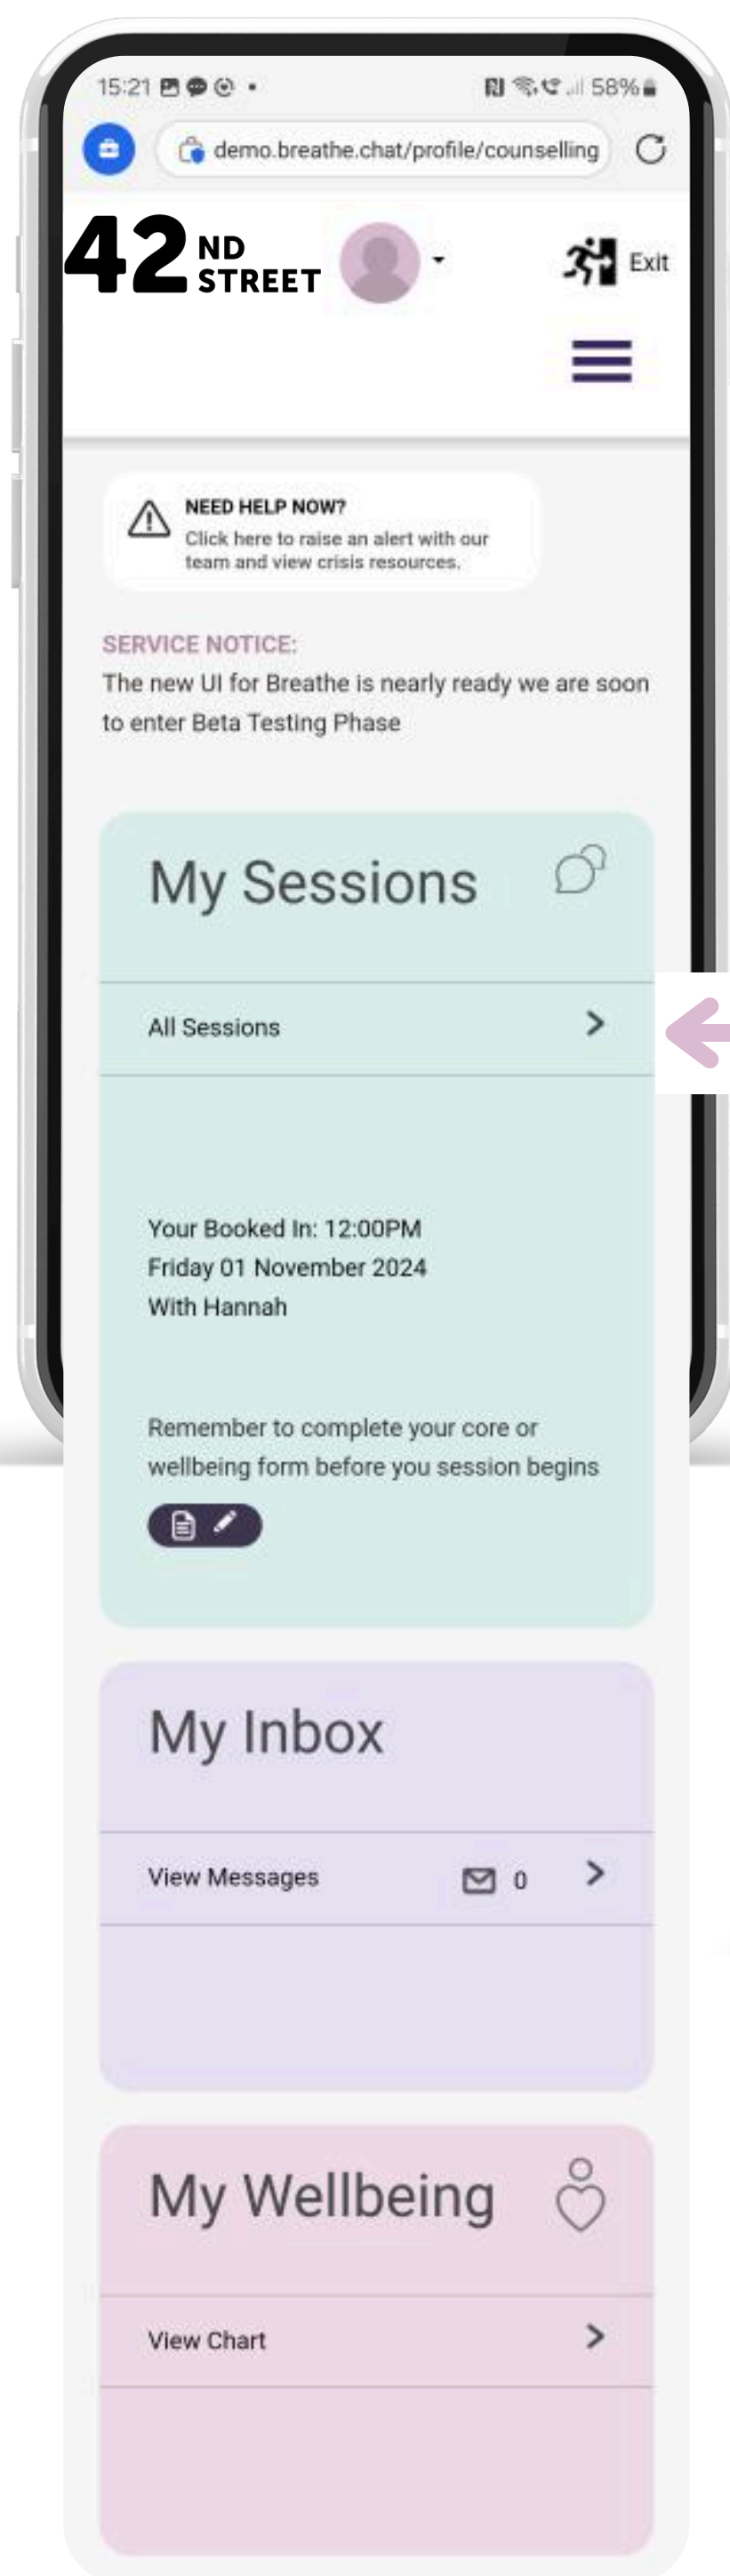 15:21 58%
demo.breathe.chat/profile/counselling
42 ND
STREET
Exit
NEED HELP NOW?
Click here to raise an alert with our
team and view crisis resources.
SERVICE NOTICE:
The new UI for Breathe is nearly ready we are soon
to enter Beta Testing Phase
My Sessions
All Sessions
Your Booked In: 12:00PM
Friday 01 November 2024
With Hannah
Remember to complete your core or
wellbeing form before you session begins
My Inbox
View Messages 0
My Wellbeing
View Chart